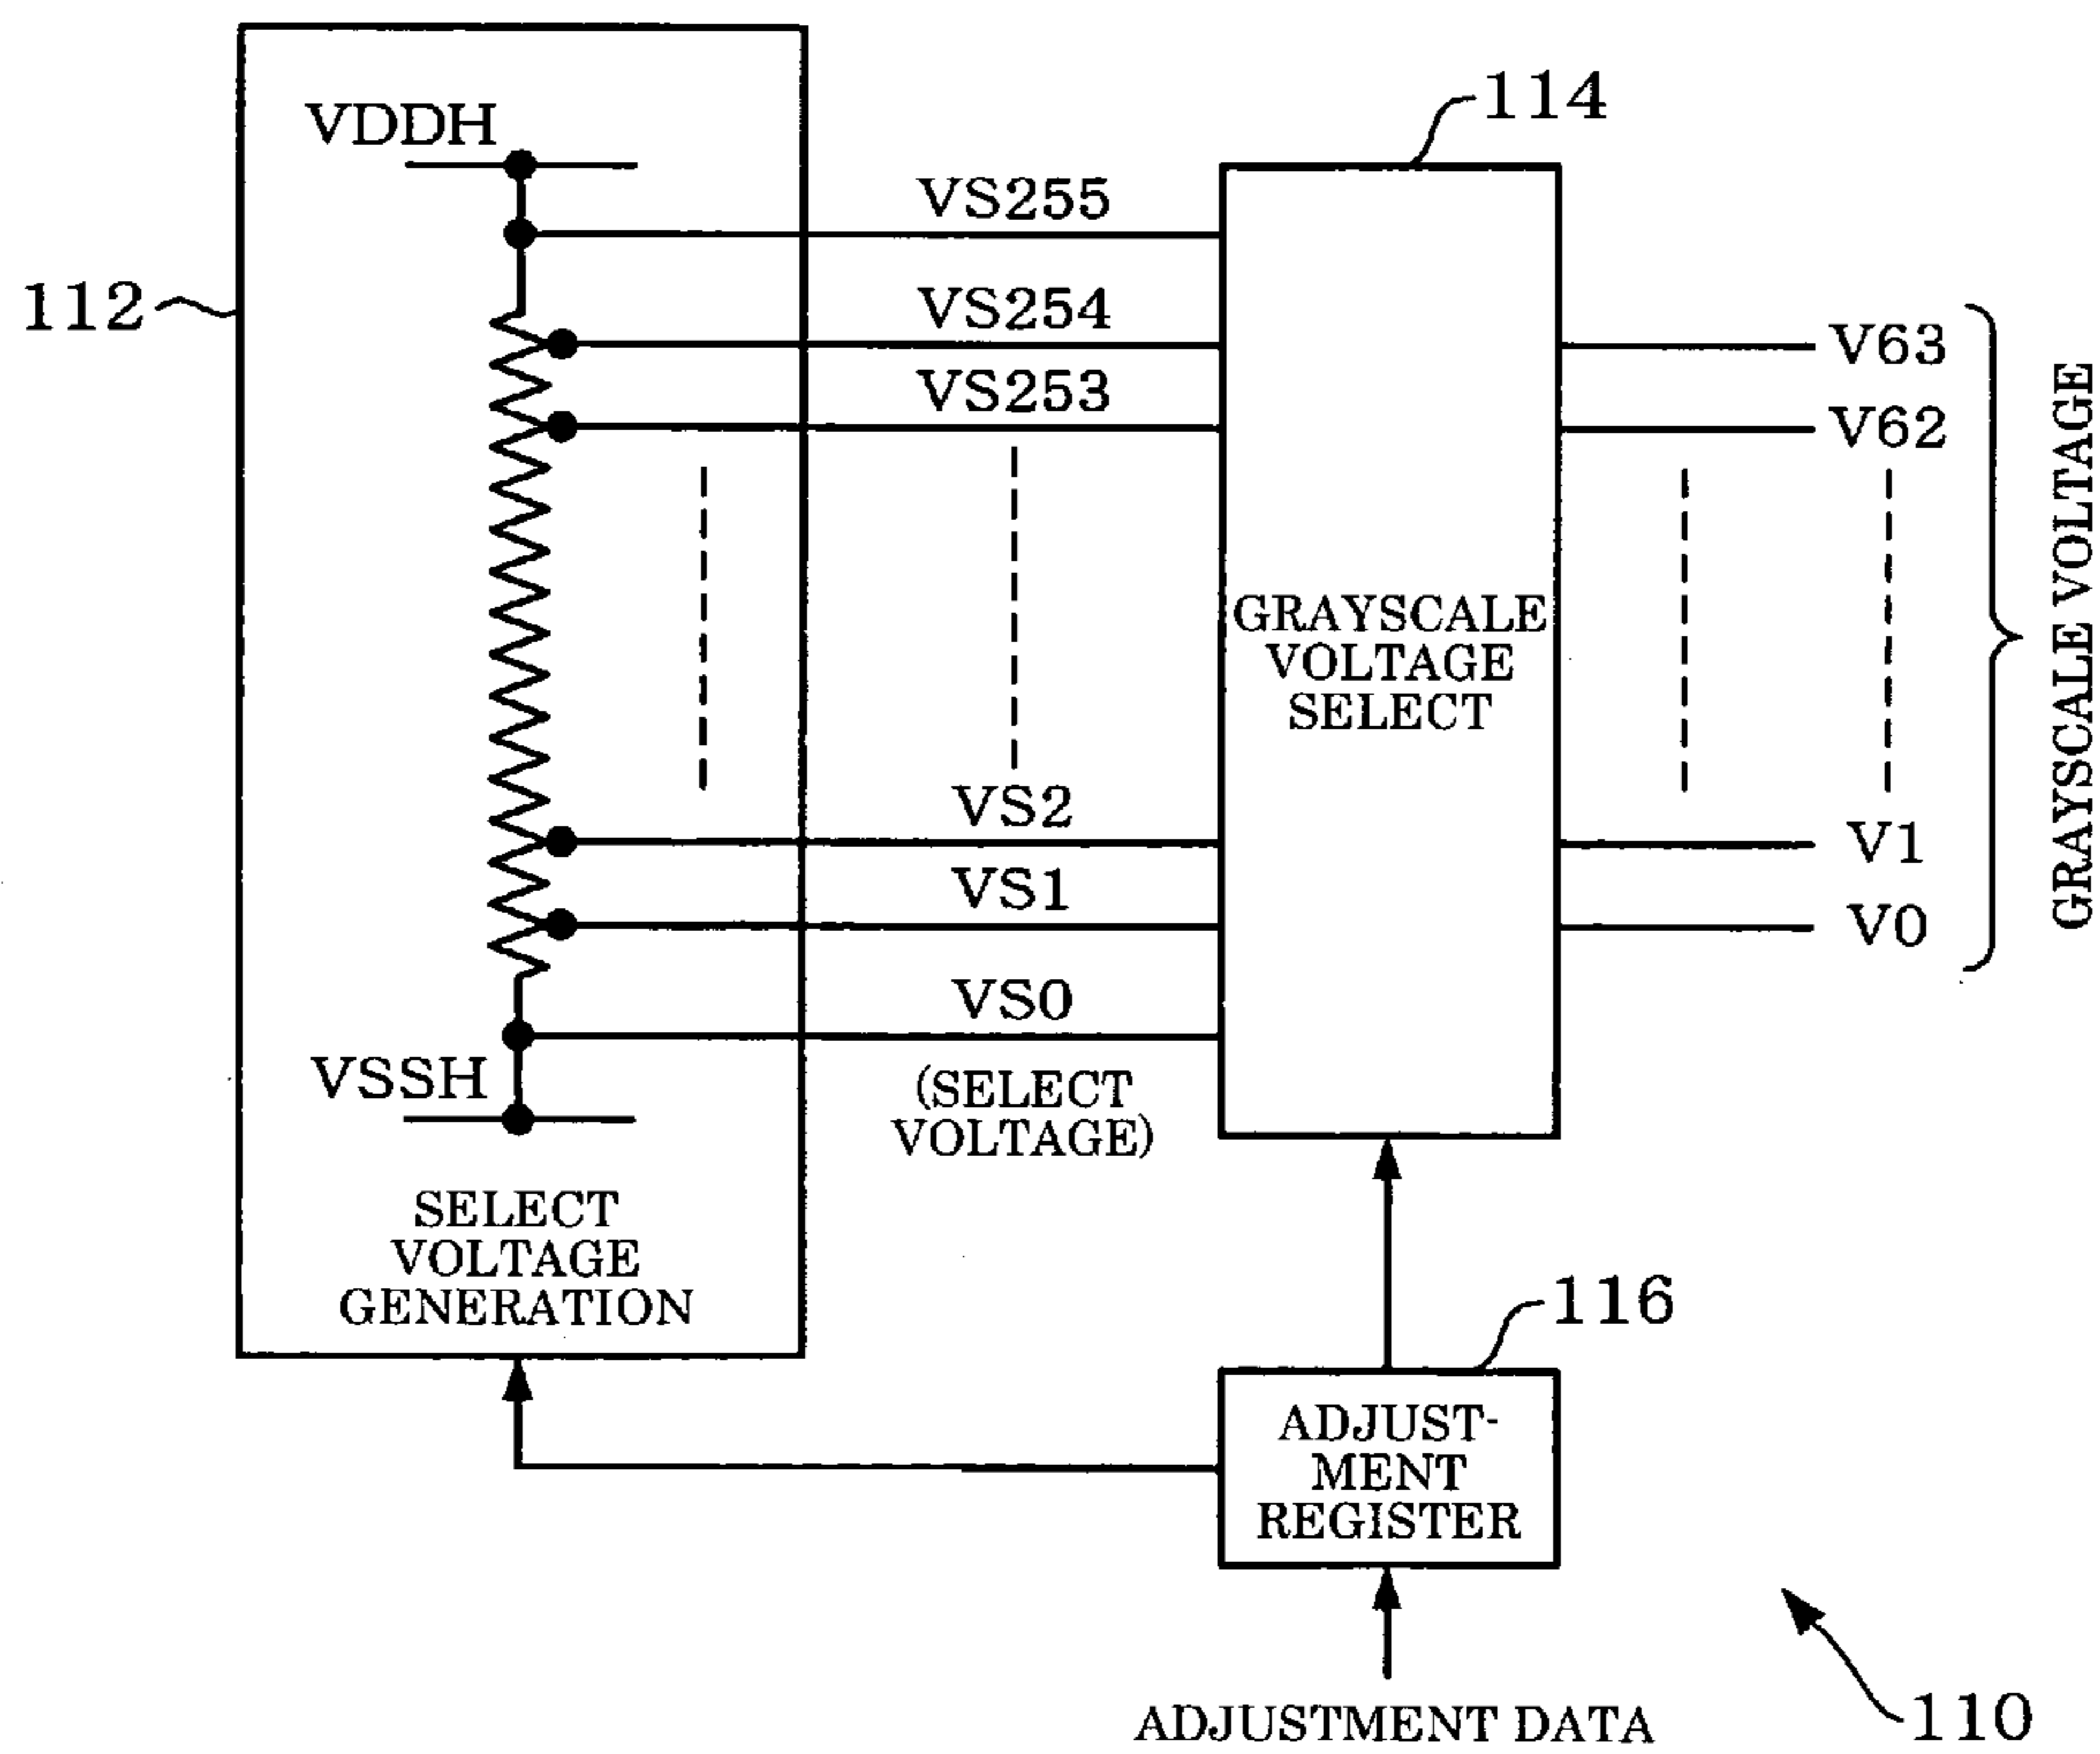 VDDH
114
VS255
112
VS254
V63
VS253
V62
GRAYSCALE
VOLTAGE
SELECT
GRAYSCALE VOLTAGE
VS2
V1
VS1
V0
VS0
VSSH
(SELECT
VOLTAGE)
SELECT
VOLTAGE
GENERATION
116
ADJUST-
MENT
REGISTER
ADJUSTMENT DATA
110